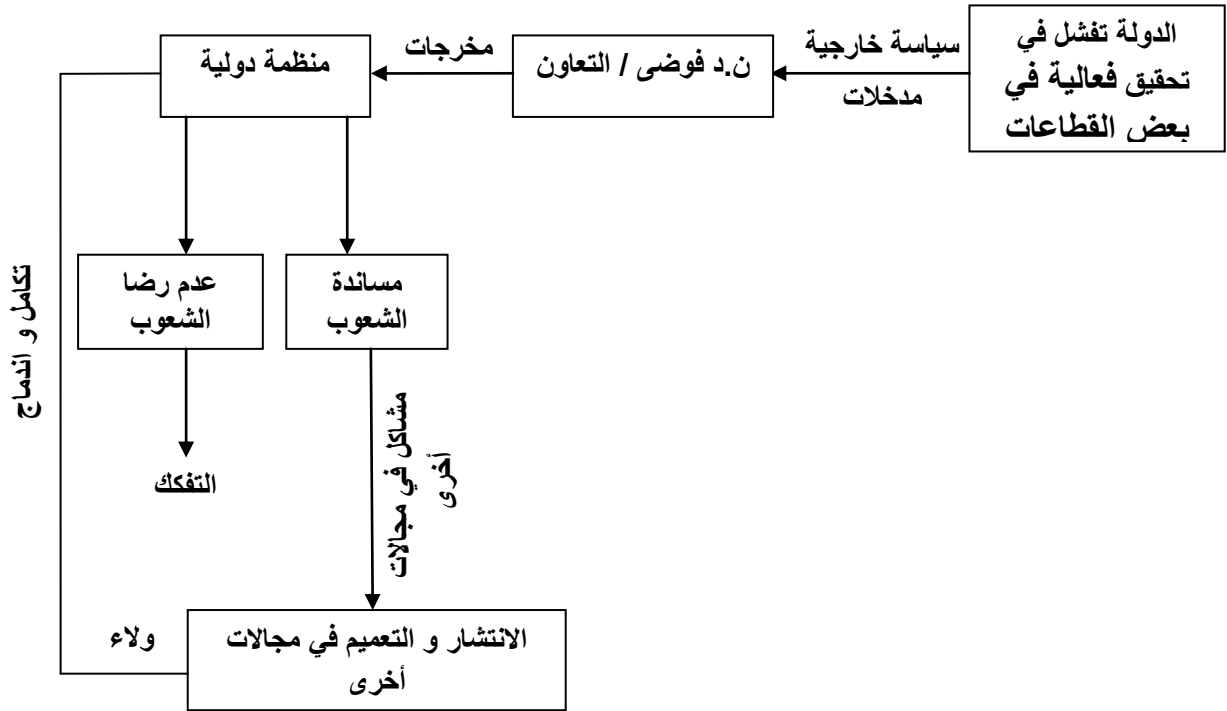 الدولة تفشل في
تحقيق فعالية في
بعض القطاعات
سياسة خارجية
مدخلات
ن.د فوضى / التعاون
مخرجات
منظمة دولية
مساندة
الشعوب
عدم رضا
الشعوب
التفكك
مشاكل في مجالات
أخرى
تكامل و اندماج
الانتشار و التعميم في مجالات
أخرى
ولاء